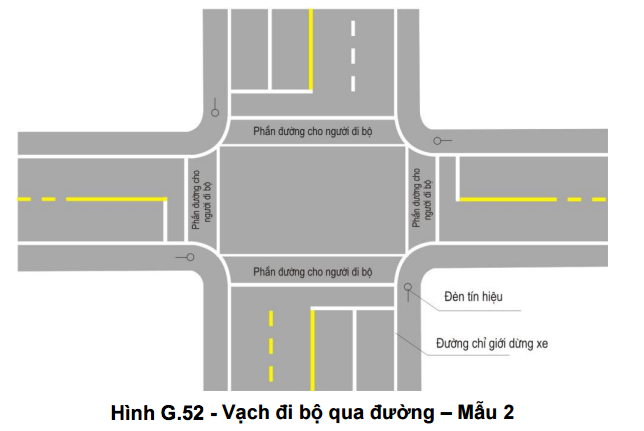 Phần đường cho người đi bộ
Phần đường cho
người đi bộ
Phần đường cho
người đi bộ
Phần đường cho người đi bộ
Đèn tín hiệu
Đường chỉ giới dừng xe
Hình G.52 - Vạch đi bộ qua đường – Mẫu 2